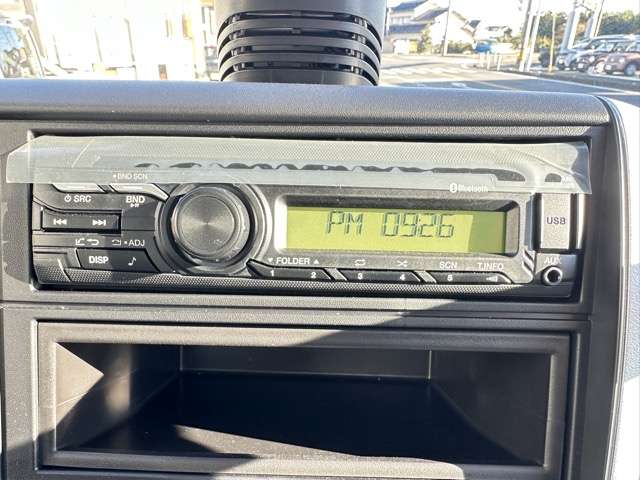 BND SCN
Bluetooth
SRC BND
PM 0926
USB
ADJ
DISP
▼ FOLDER ▲
SCN
T.INFO
AUX
1 2 3 4 5